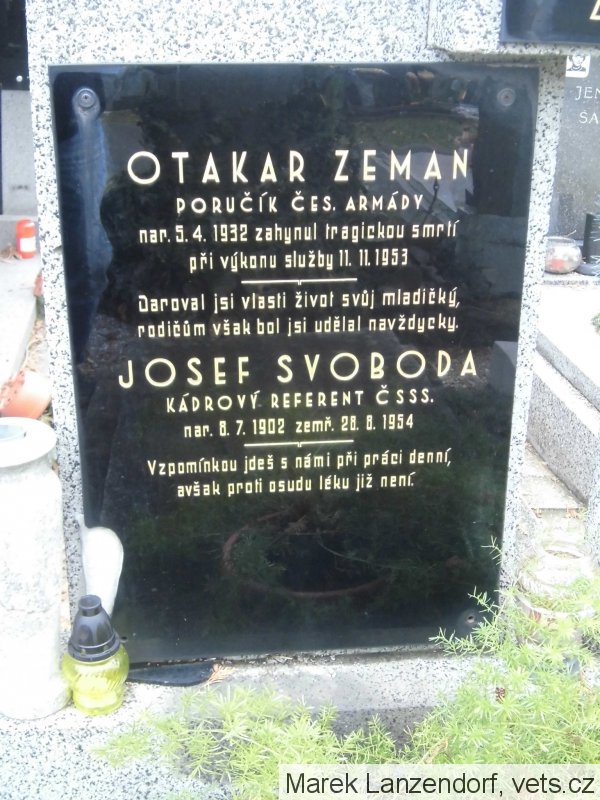 OTAKAR ZEMAN
PORUČÍK ČES. ARMÁDY
nar. 5. 4. 1932 zahynul tragickou smrtí
při výkonu služby 11. 11. 1953
Daroval jsi vlasti život svůj mladičký,
rodičům však bol jsi udělal navždycky.
JOSEF SVOBODA
KÁDROVÝ REFERENT ČSSS.
nar. 8. 7. 1902 zemř. 28. 8. 1954
Vzpomínkou jdeš s námi při práci denní,
avšak proti osudu léku již není.
Marek Lanzendorf, vets.cz